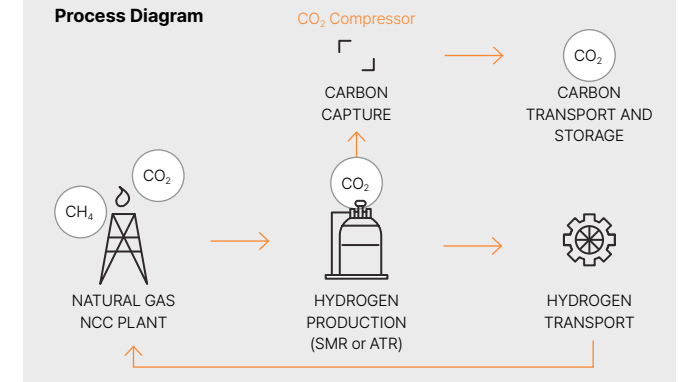 Process Diagram
CO₂ Compressor
CO₂
CARBON
CAPTURE
CARBON
TRANSPORT AND
STORAGE
CO₂
CH₄
CO₂
NATURAL GAS
NCC PLANT
HYDROGEN
PRODUCTION
(SMR or ATR)
HYDROGEN
TRANSPORT